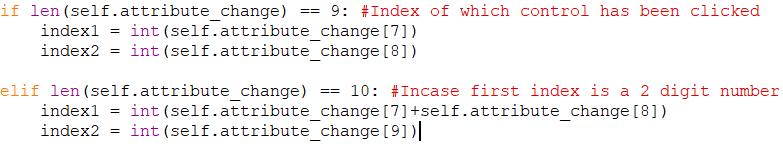 if len(self.attribute_change) == 9: #Index of which control has been clicked
    index1 = int(self.attribute_change[7])
    index2 = int(self.attribute_change[8])

elif len(self.attribute_change) == 10: #Incase first index is a 2 digit number
    index1 = int(self.attribute_change[7]+self.attribute_change[8])
    index2 = int(self.attribute_change[9])